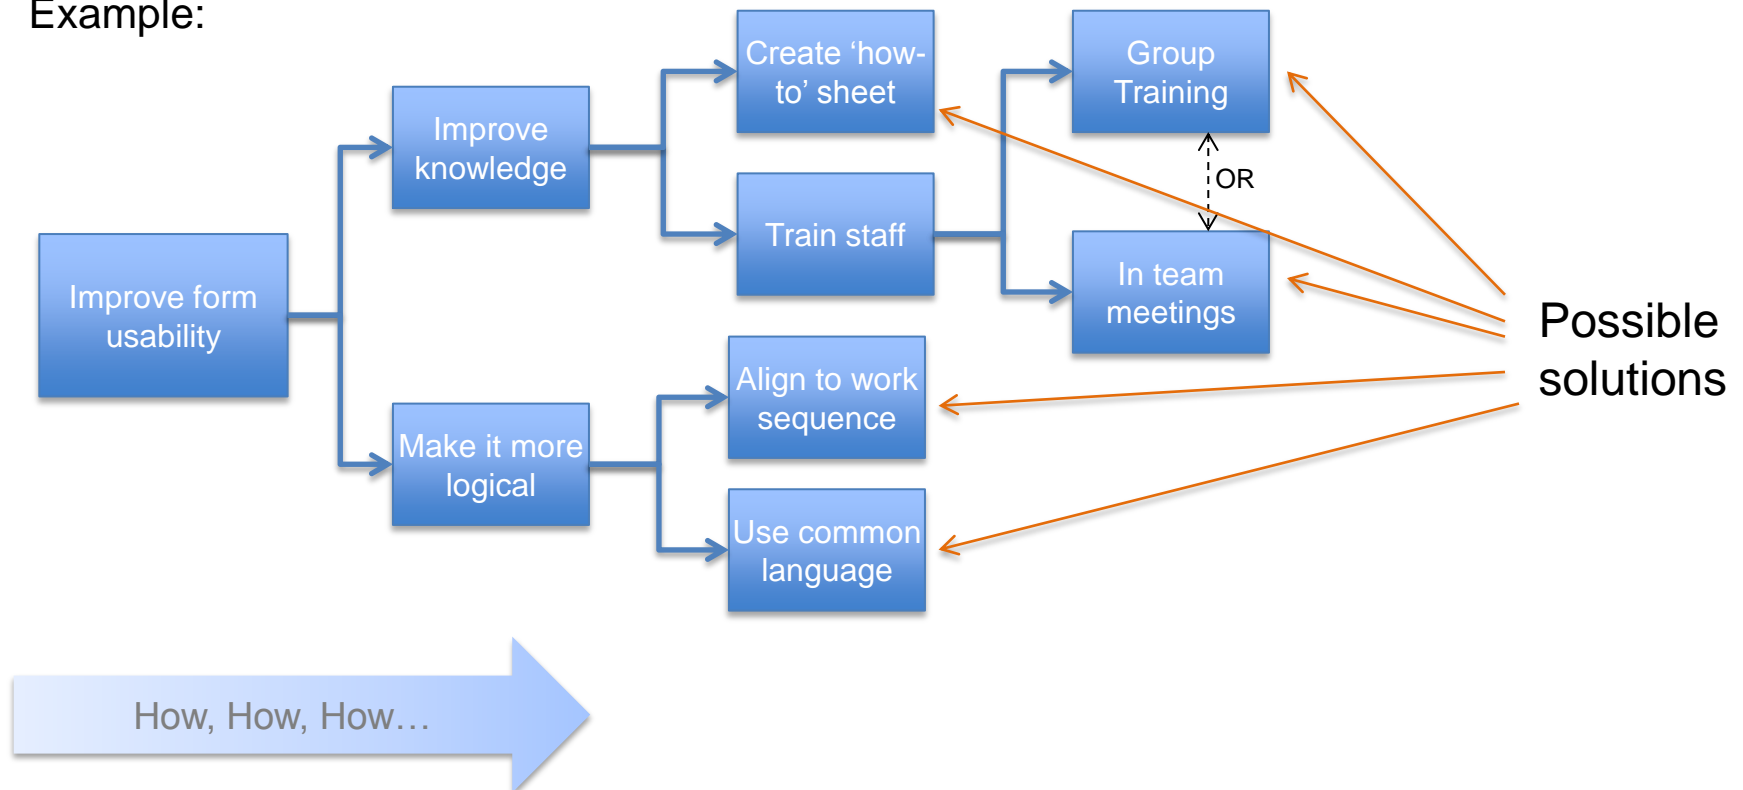 Example:
Improve form
usability
Improve
knowledge
Make it more
logical
Create ‘how-
to’ sheet
Train staff
Align to work
sequence
Use common
language
Group
Training
OR
In team
meetings
Possible
solutions
How, How, How…